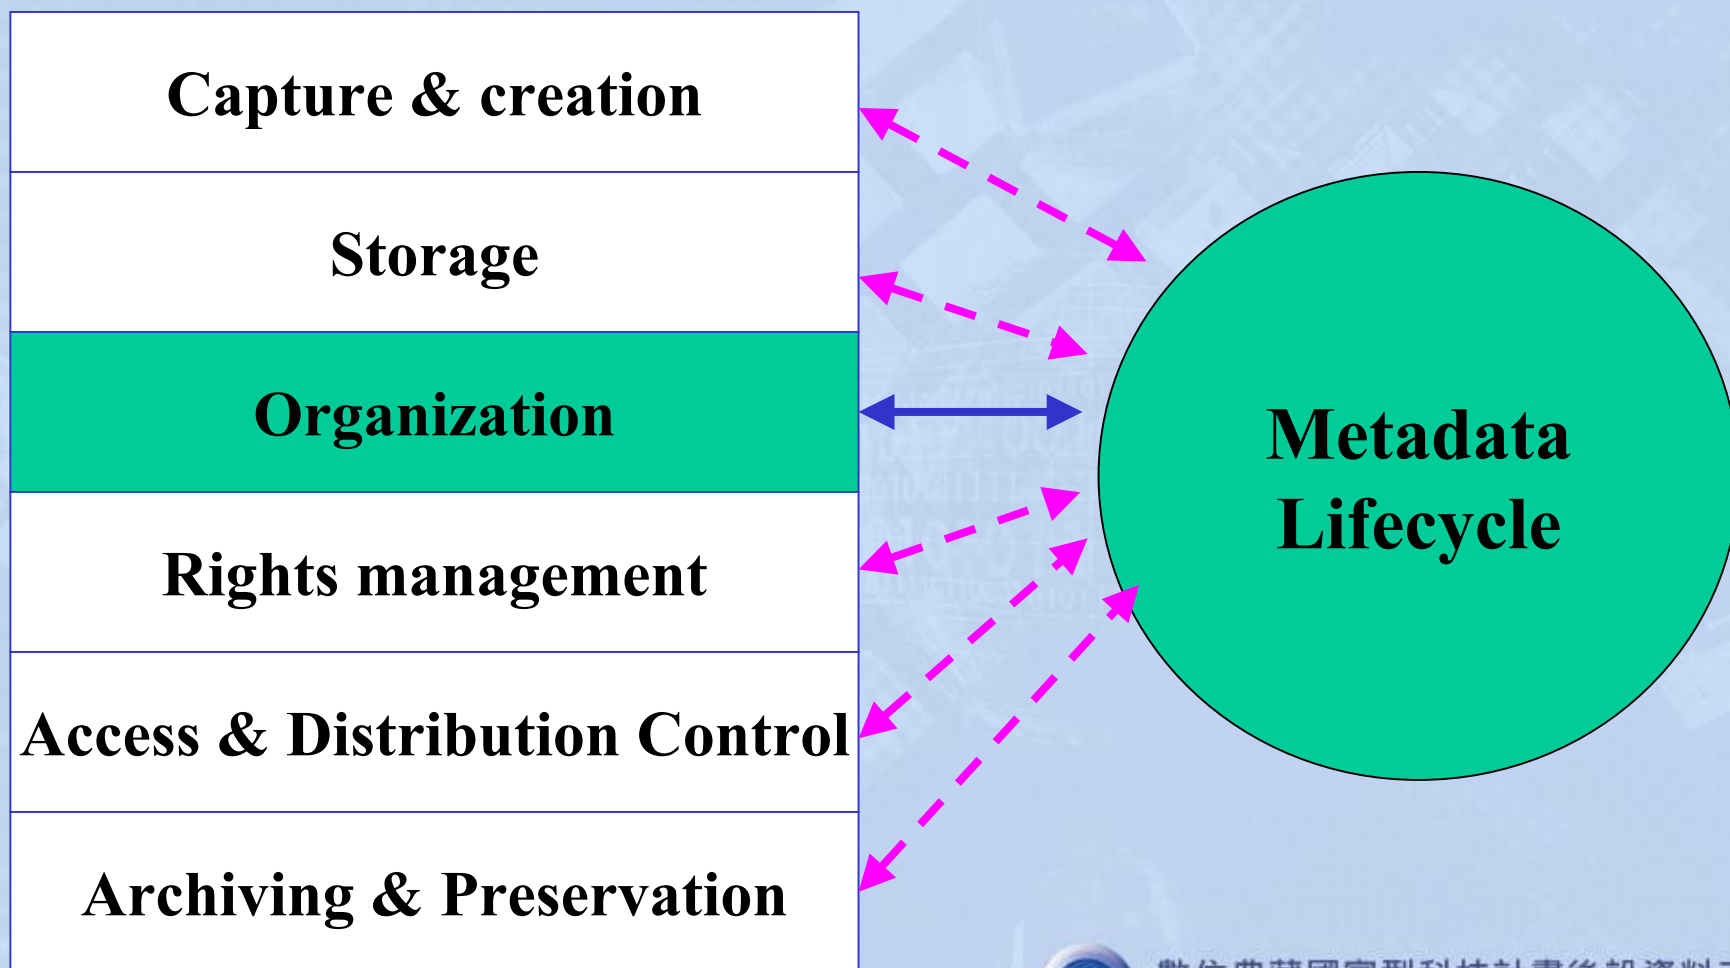 Capture & creation
Storage
Organization
Rights management
Access & Distribution Control
Archiving & Preservation
Metadata
Lifecycle